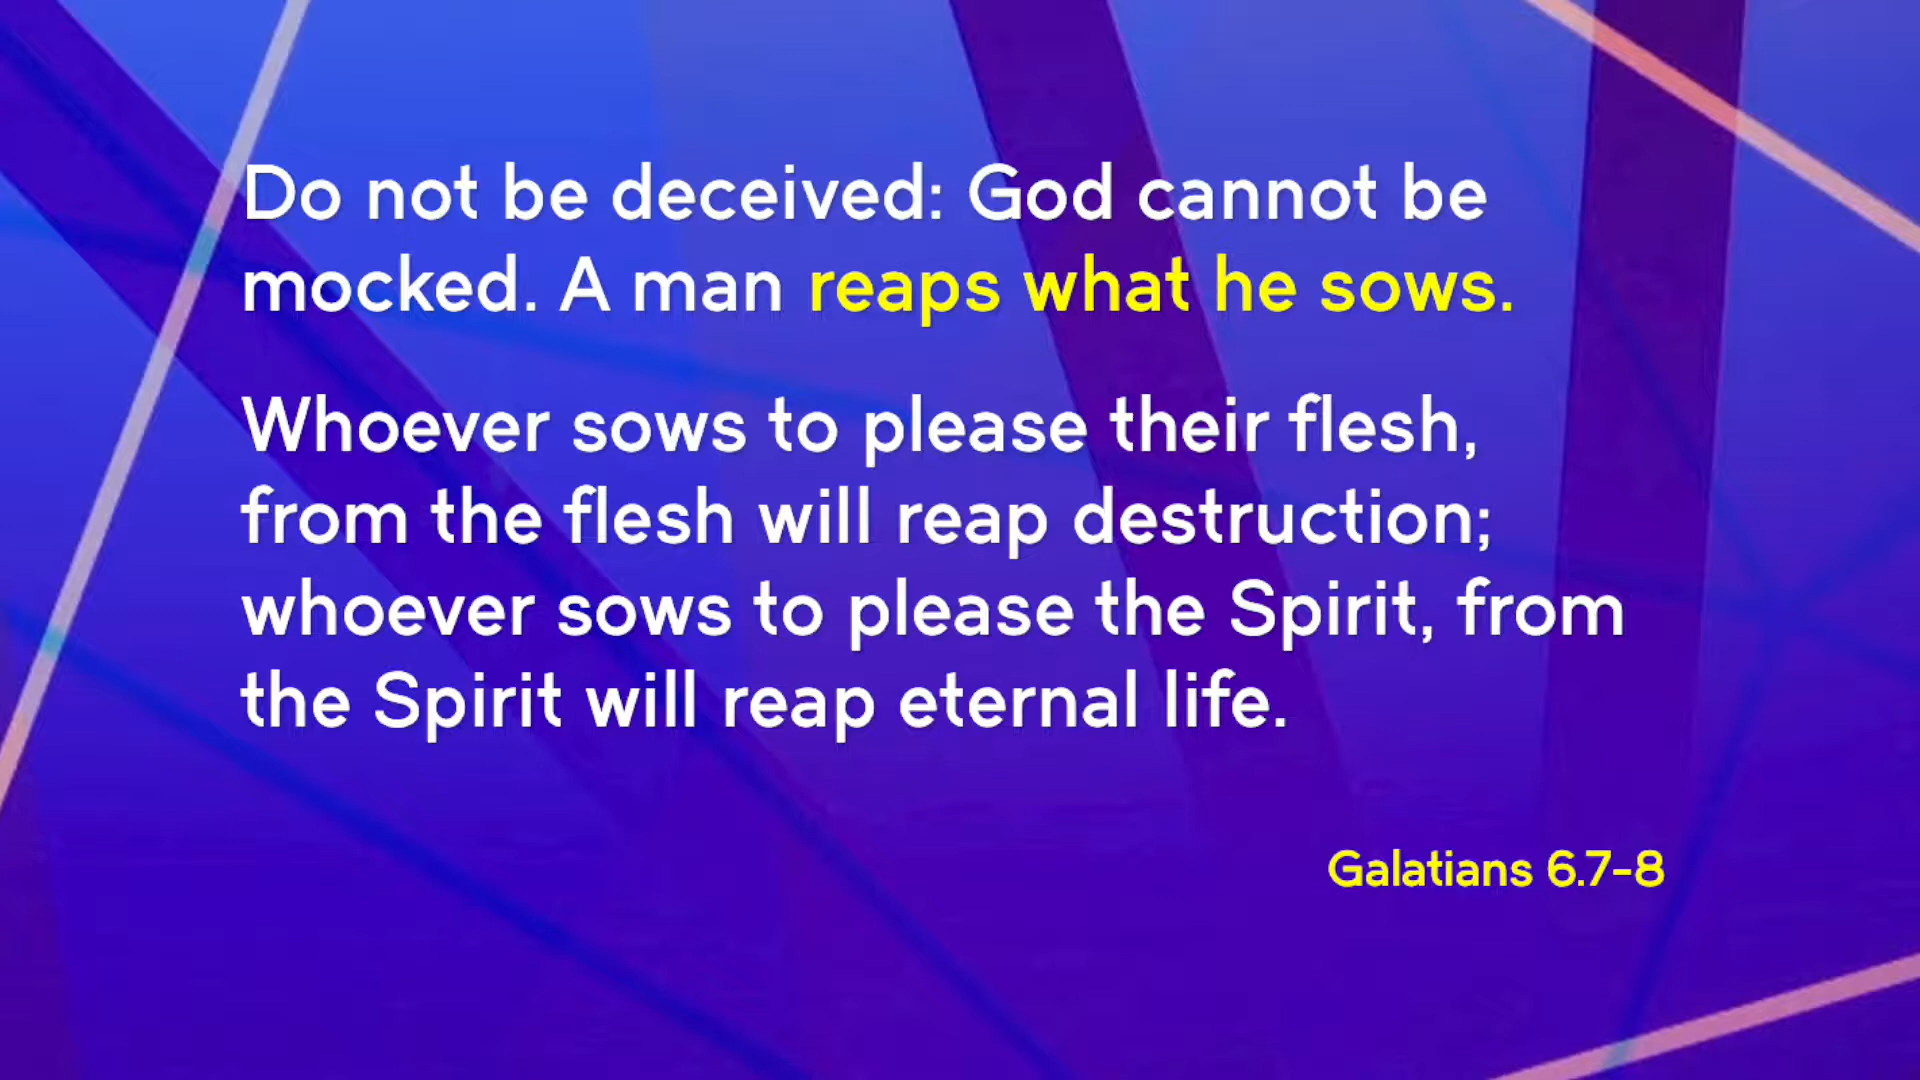 Do not be deceived: God cannot be
mocked. A man reaps what he sows.
Whoever sows to please their flesh,
from the flesh will reap destruction;
whoever sows to please the Spirit, from
the Spirit will reap eternal life.
Galatians 6.7-8